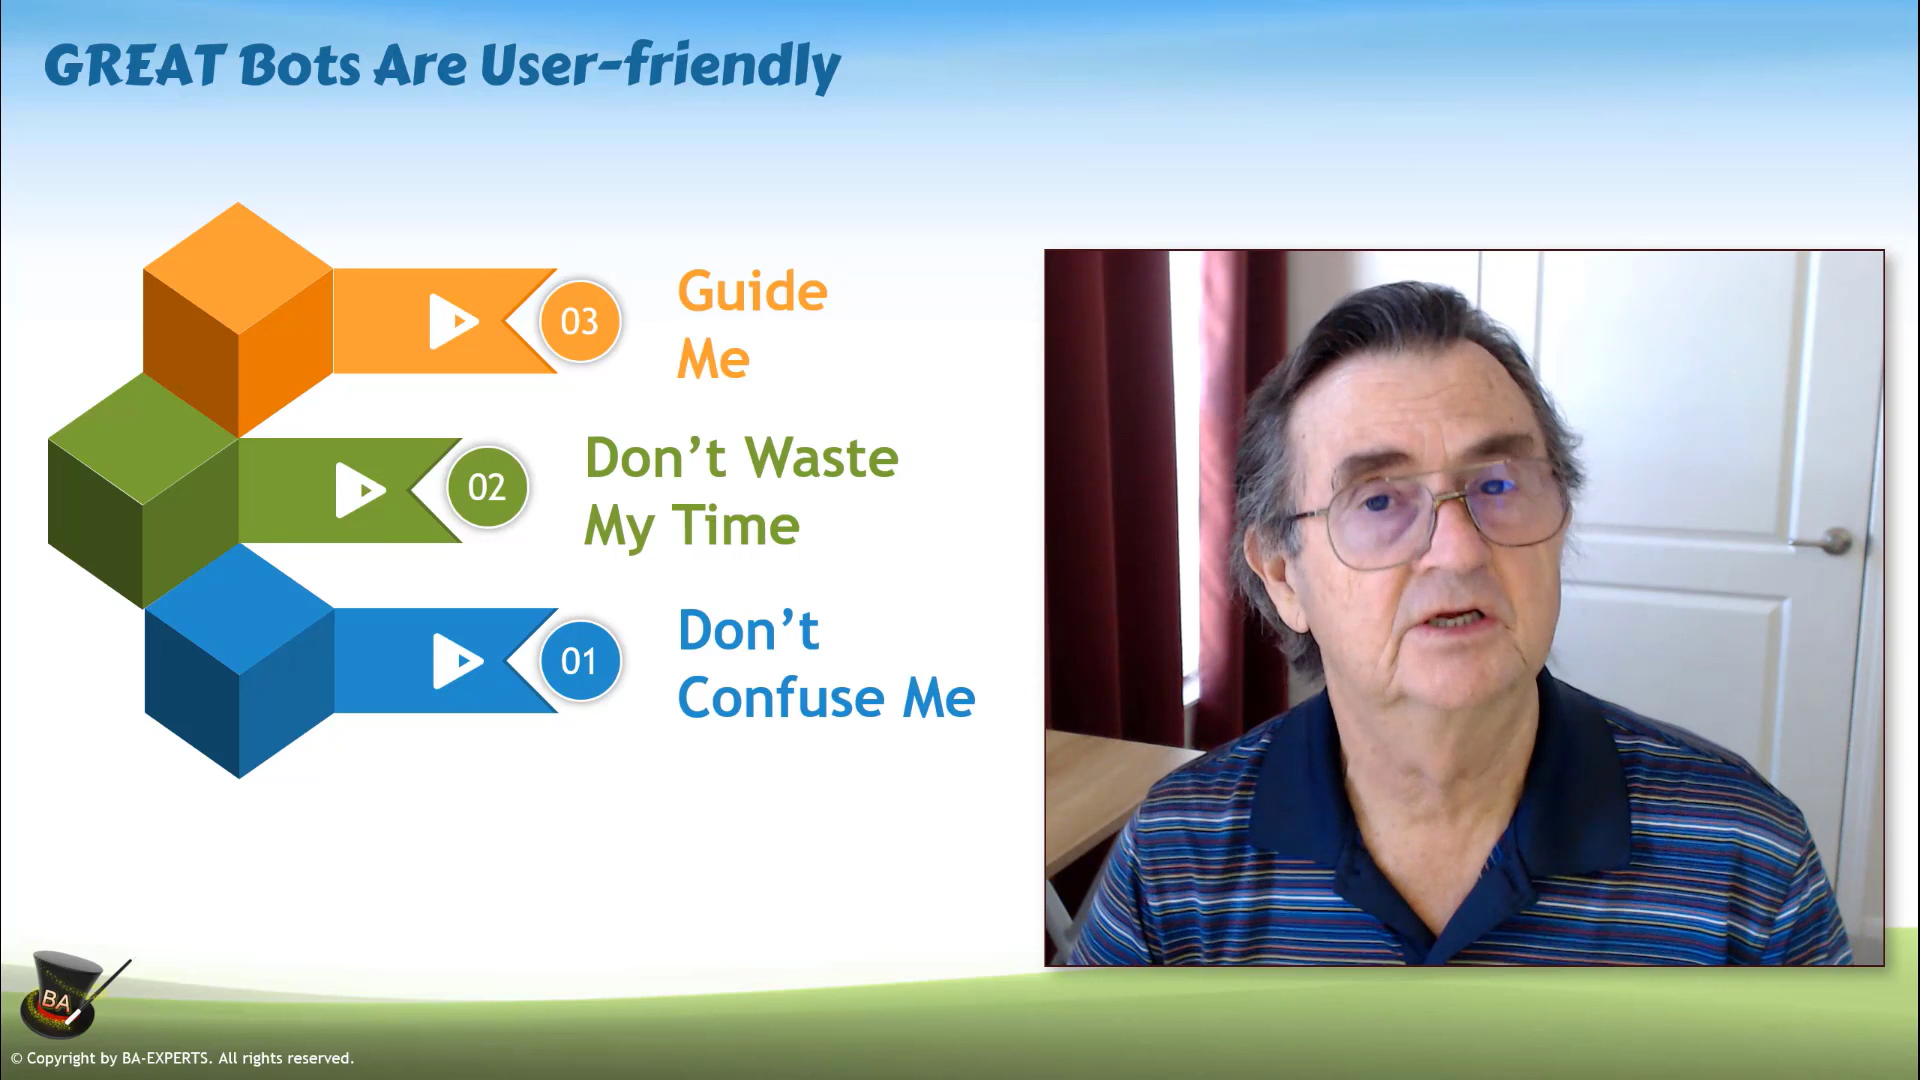 GREAT Bots Are User-friendly
03
Guide
Me
02
Don’t Waste
My Time
01
Don’t
Confuse Me
BA
© Copyright by BA-EXPERTS. All rights reserved.